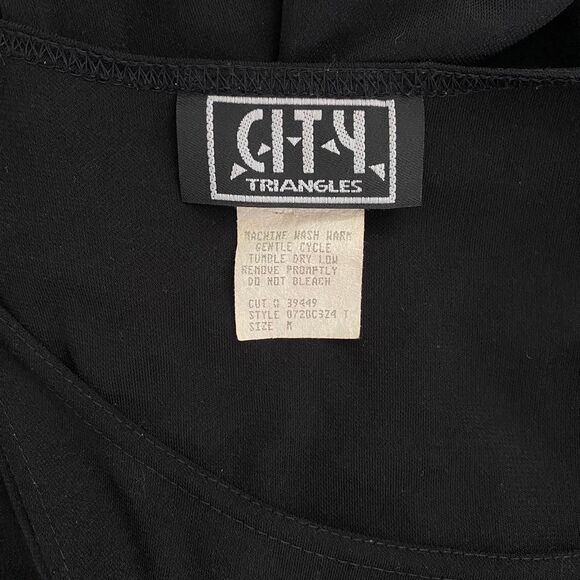 CITY
TRIANGLES
MACHINE WASH WARM
GENTLE CYCLE
TUMBLE DRY LOW
REMOVE PROMPTLY
DO NOT BLEACH
CUT # 39449
STYLE 0720C324 T
SIZE M